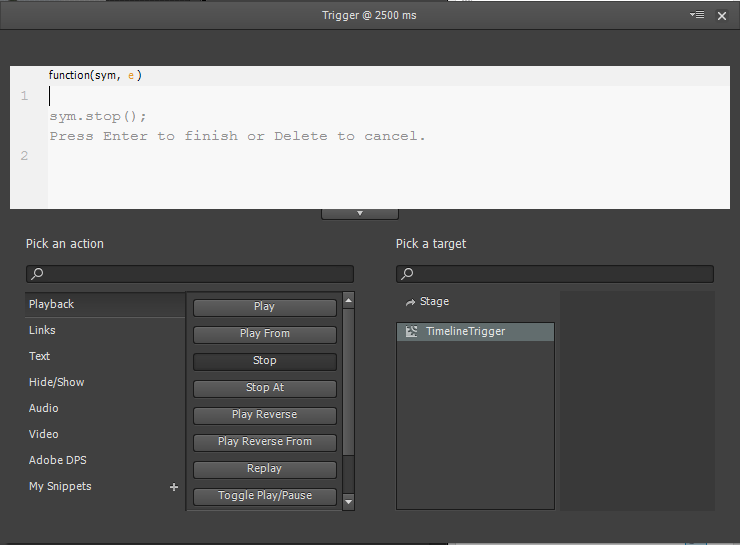 Trigger @ 2500 ms
function(sym, e)
1
sym.stop();
Press Enter to finish or Delete to cancel.
2
Pick an action
Playback
Links
Text
Hide/Show
Audio
Video
Adobe DPS
My Snippets +
Play
Play From
Stop
Stop At
Play Reverse
Play Reverse From
Replay
Toggle Play/Pause
Pick a target
Stage
TimelineTrigger